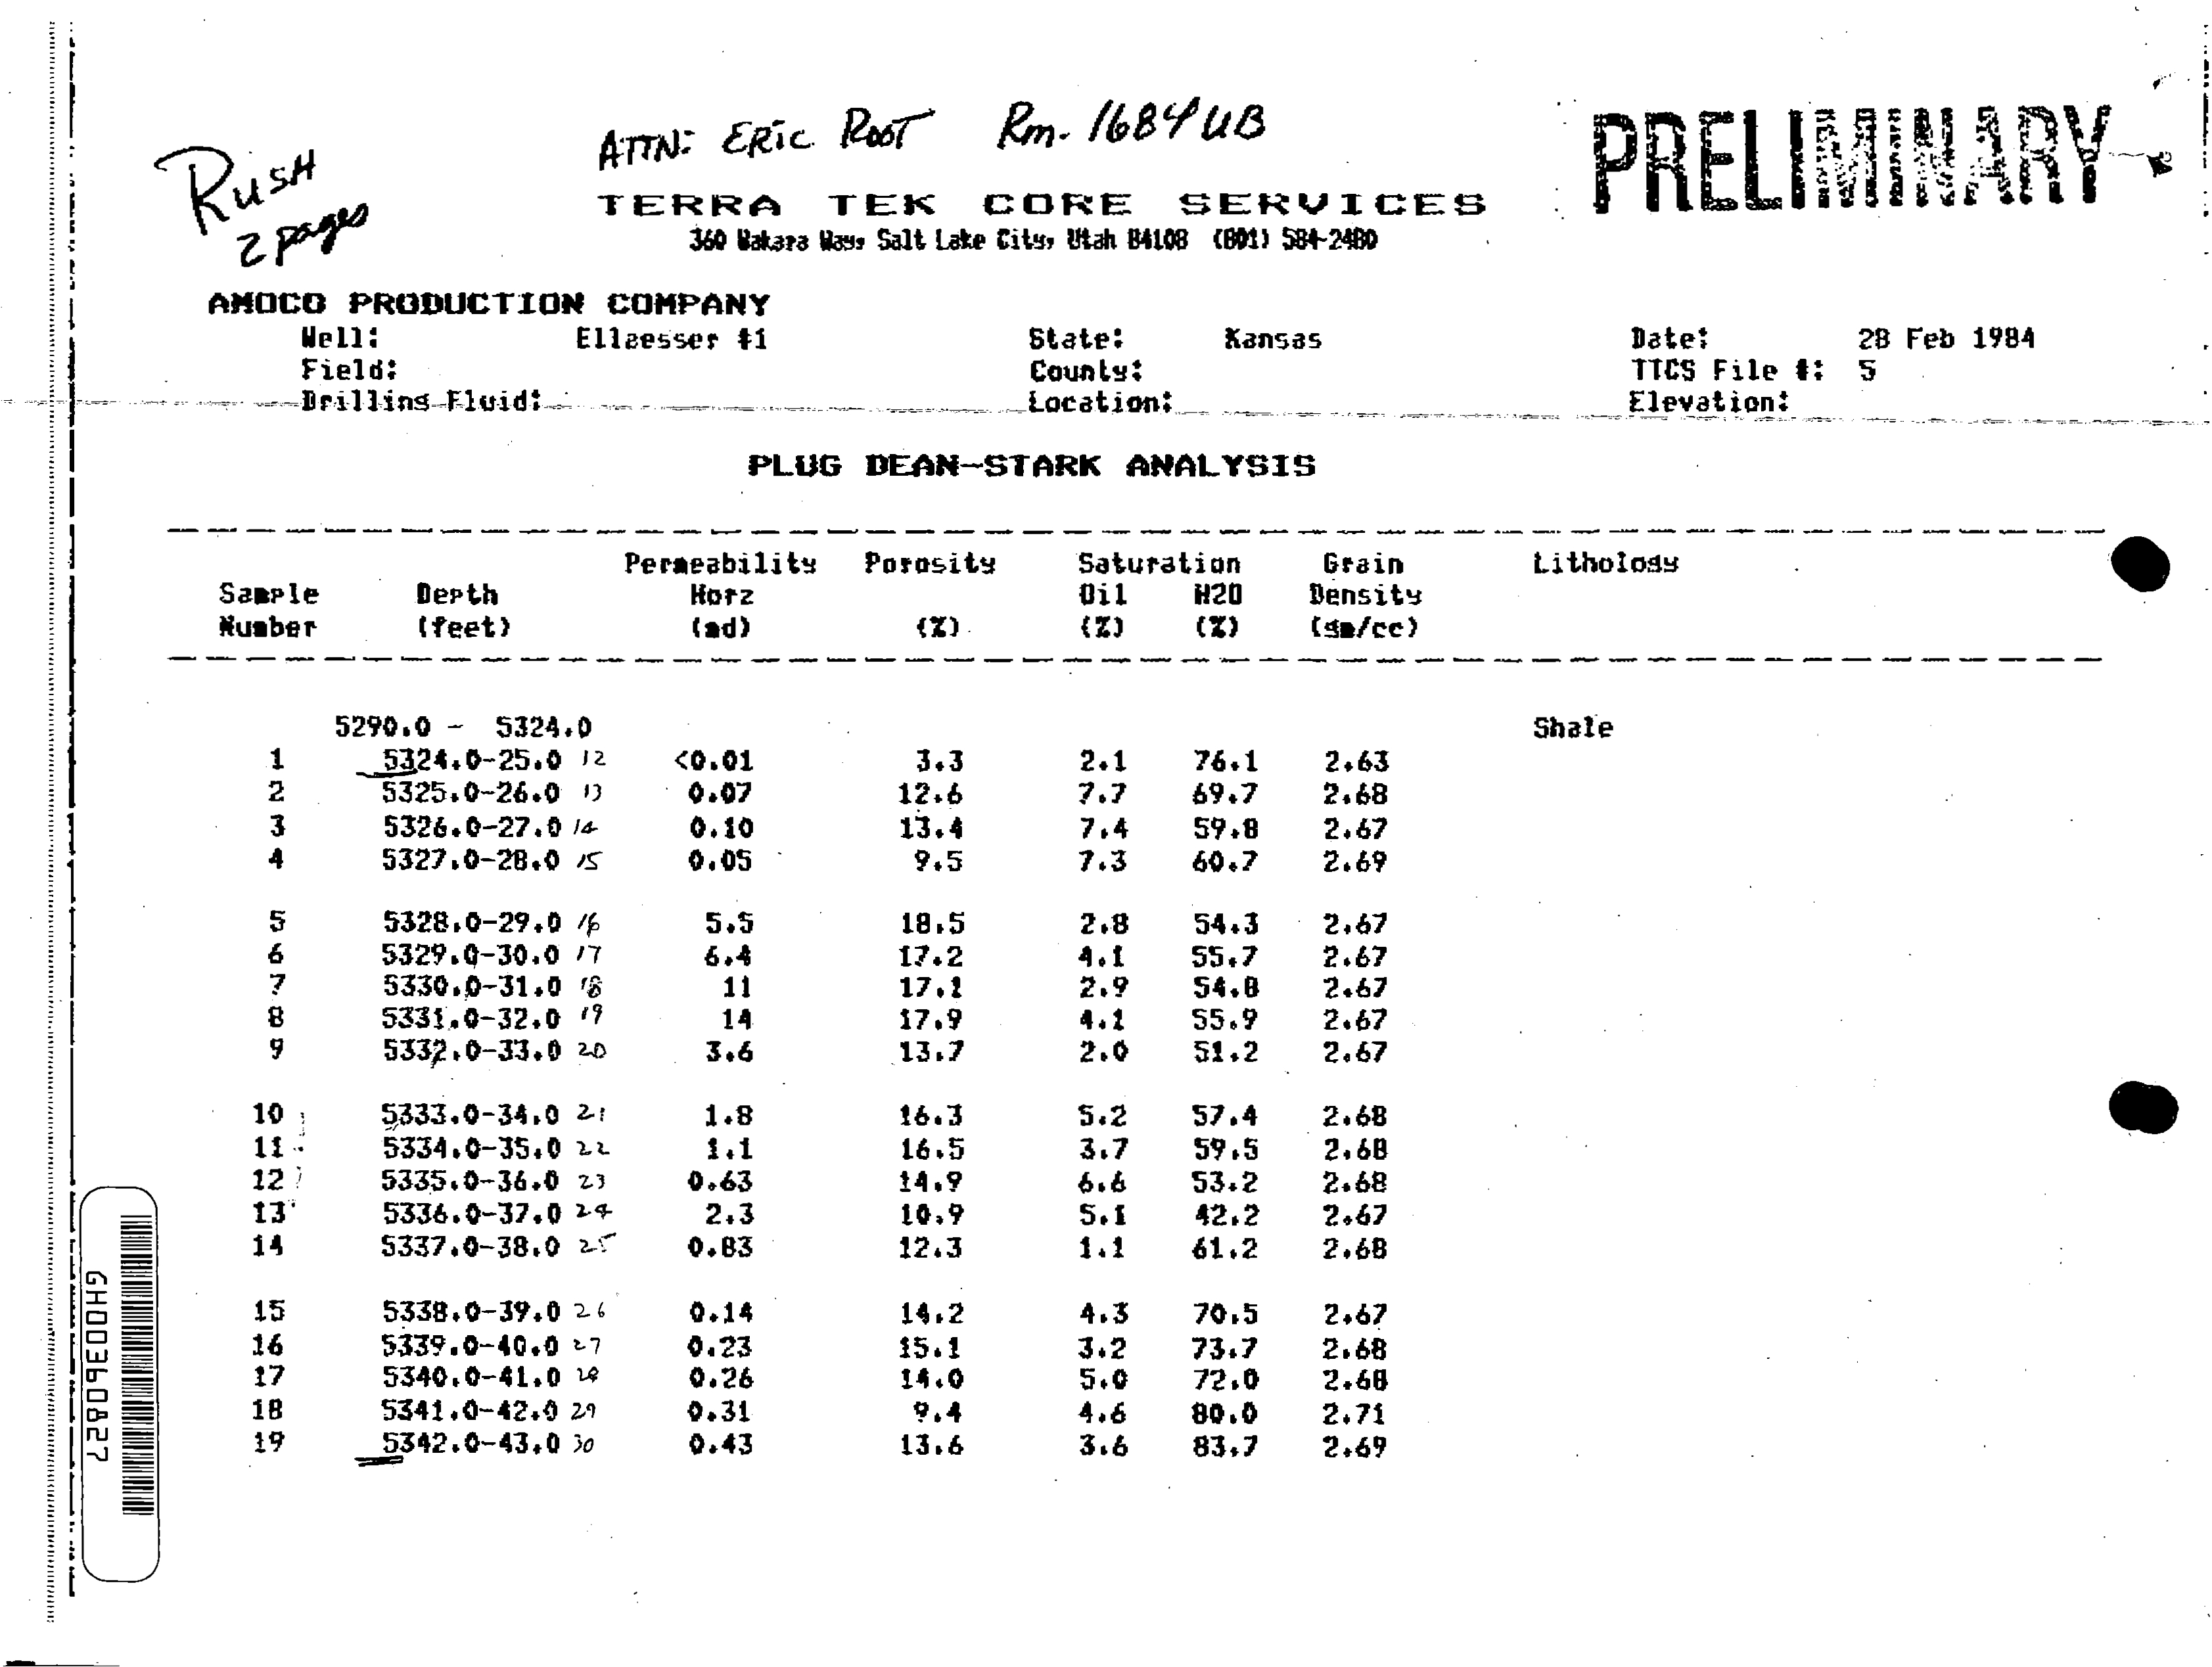 ATTN: ERIC ROOT Rm. 1684 UB
PRELIMINARY
RUSH
2 pages
TERRA TEK CORE SERVICES
360 Wakara Way, Salt Lake City, Utah 84108 (801) 584-2480
AMOCO PRODUCTION COMPANY
Well: Ellaesser #1 State: Kansas Date: 28 Feb 1984
Field: County: TTCS File #: 5
Drilling Fluid: Location: Elevation:
PLUG DEAN-STARK ANALYSIS
Permeability Porosity Saturation Grain Lithology
Sample Depth Horz Oil H2O Density
Number (feet) (md) (%) (%) (%) (gm/cc)
5290.0 - 5324.0 Shale
1 5324.0-25.0 12 <0.01 3.3 2.1 76.1 2.63
2 5325.0-26.0 13 0.07 12.6 7.7 69.7 2.68
3 5326.0-27.0 14 0.10 13.4 7.4 59.8 2.67
4 5327.0-28.0 15 0.05 9.5 7.3 60.7 2.69
5 5328.0-29.0 16 5.5 18.5 2.8 54.3 2.67
6 5329.0-30.0 17 6.4 17.2 4.1 55.7 2.67
7 5330.0-31.0 18 11 17.1 2.9 54.8 2.67
8 5331.0-32.0 19 14 17.9 4.1 55.9 2.67
9 5332.0-33.0 20 3.6 13.7 2.0 51.2 2.67
10 5333.0-34.0 21 1.8 16.3 5.2 57.4 2.68
11 5334.0-35.0 22 1.1 16.5 3.7 59.5 2.68
12 5335.0-36.0 23 0.63 14.9 6.6 53.2 2.68
13 5336.0-37.0 24 2.3 10.9 5.1 42.2 2.67
14 5337.0-38.0 25 0.83 12.3 1.1 61.2 2.68
15 5338.0-39.0 26 0.14 14.2 4.3 70.5 2.67
16 5339.0-40.0 27 0.23 15.1 3.2 73.7 2.68
17 5340.0-41.0 28 0.26 14.0 5.0 72.0 2.68
18 5341.0-42.0 29 0.31 9.4 4.6 80.0 2.71
19 5342.0-43.0 30 0.43 13.6 3.6 83.7 2.69
GH00360827